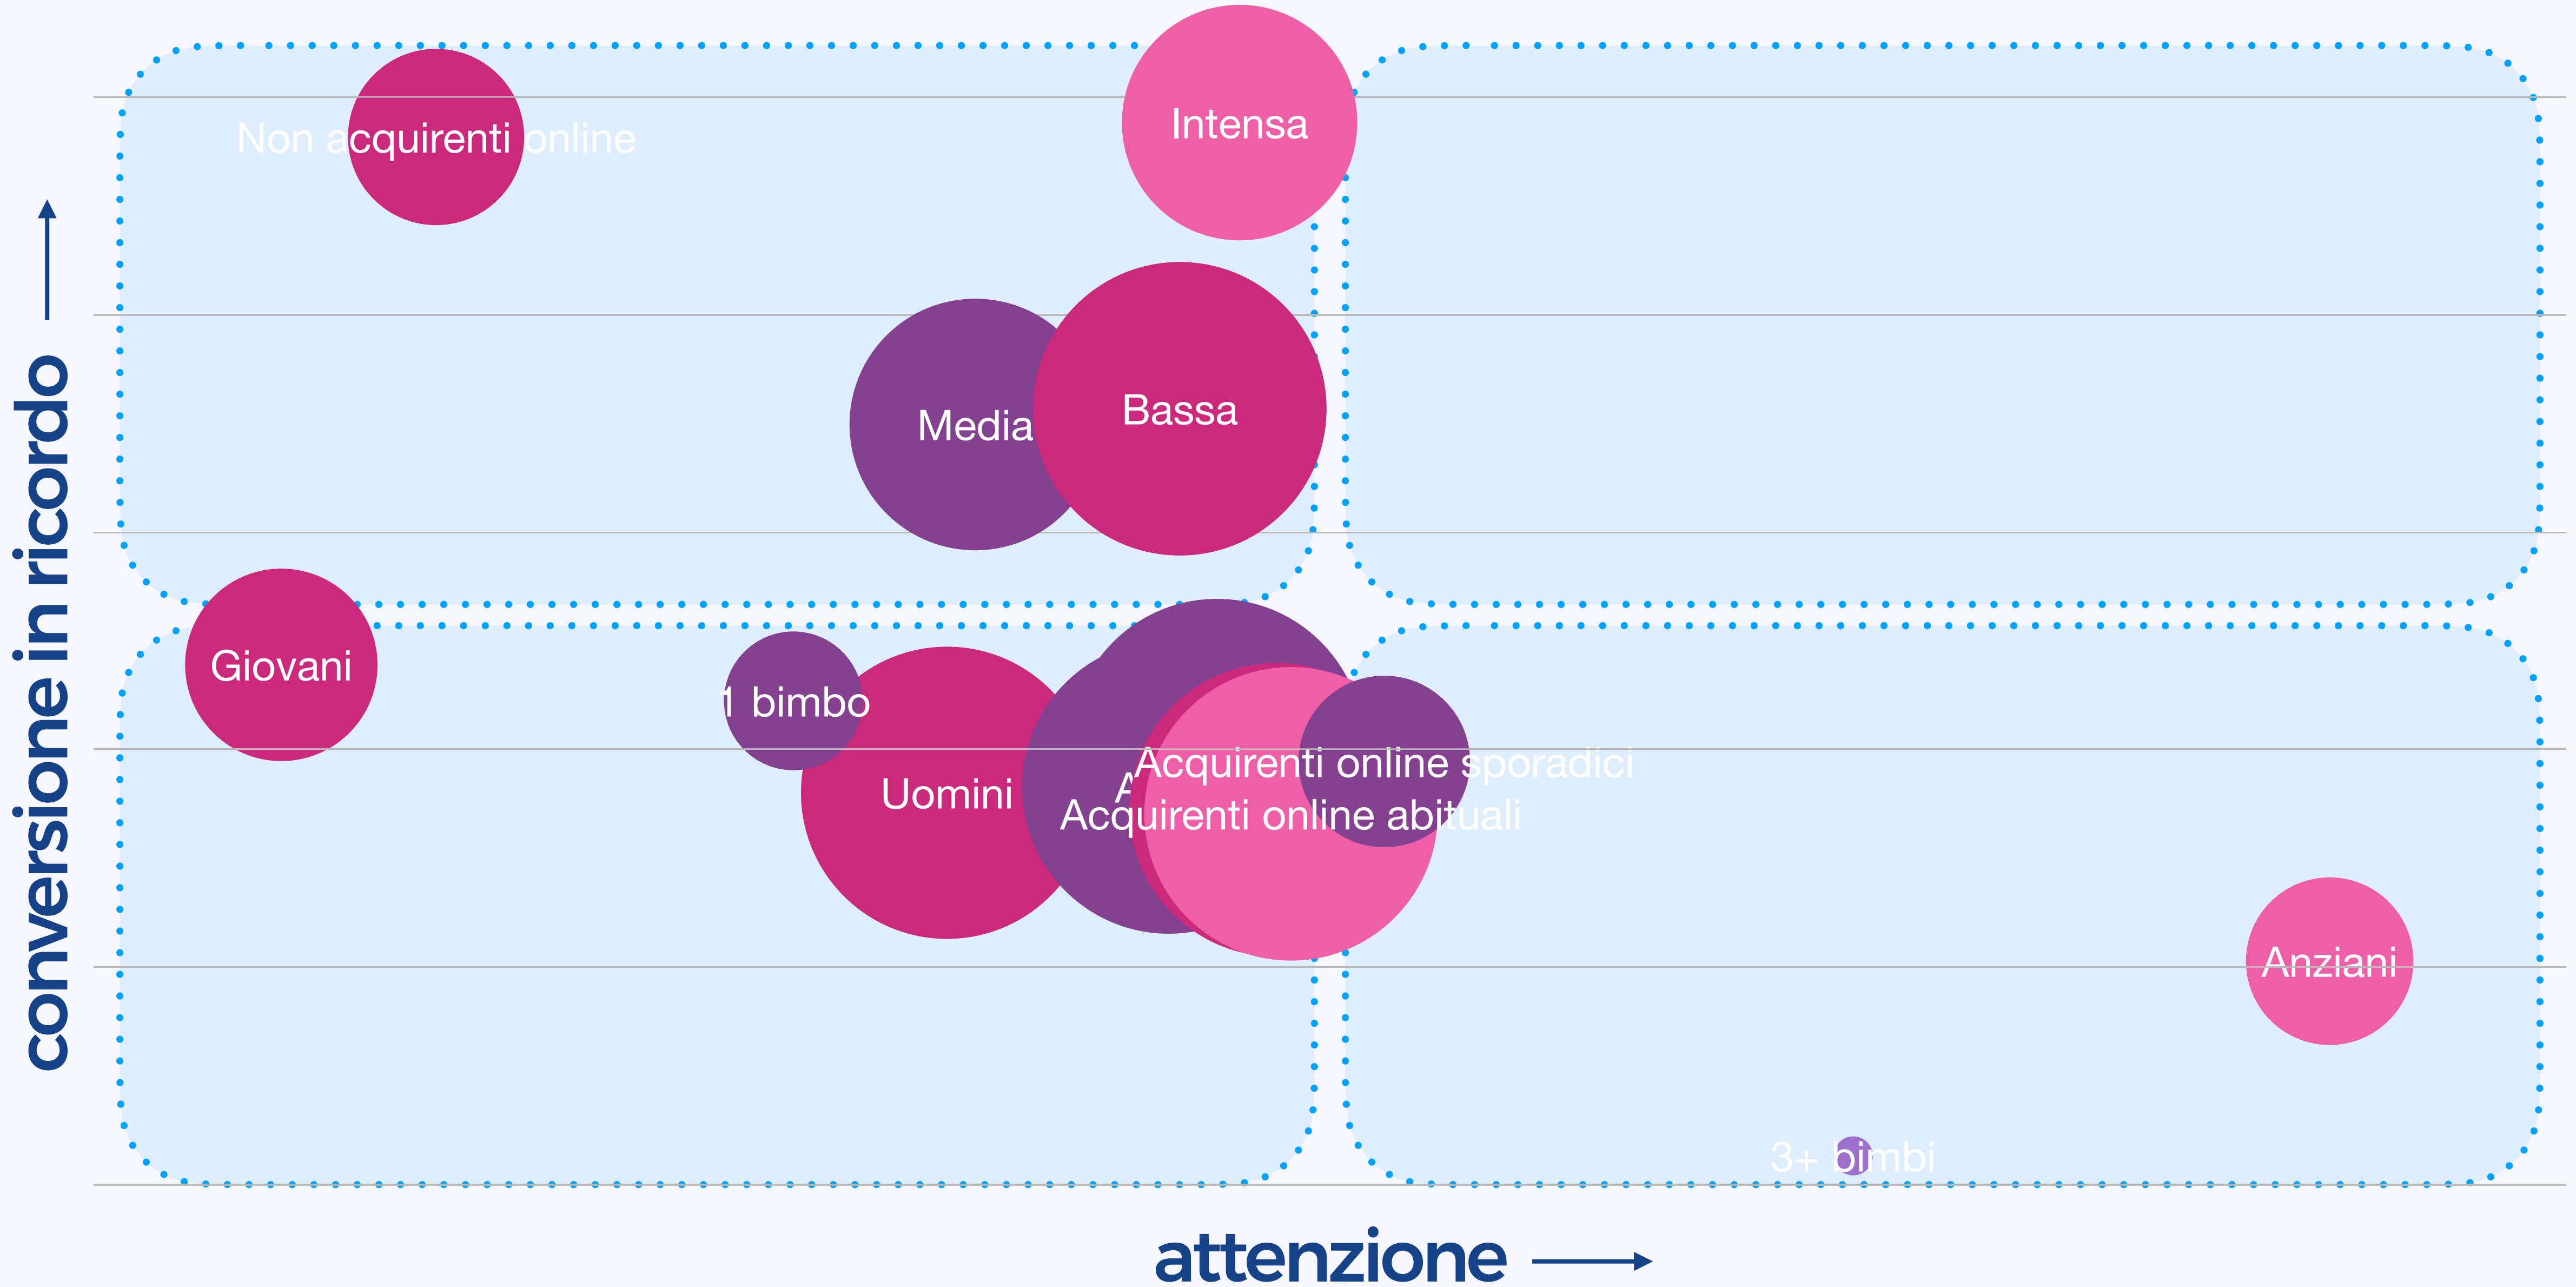 Non acquirenti online
Intensa
Media
Bassa
Giovani
1 bimbo
Uomini
Acquirenti online sporadici
Acquirenti online abituali
Anziani
3+ bimbi
conversione in ricordo
attenzione